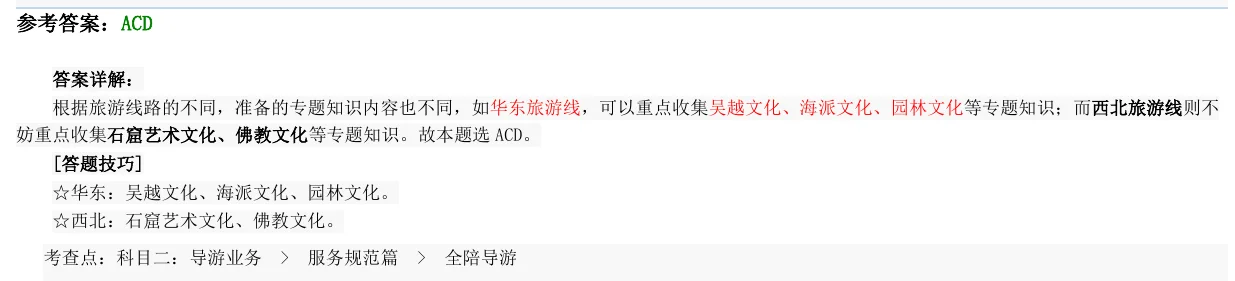 参考答案：ACD
答案详解：
根据旅游线路的不同，准备的专题知识内容也不同，如华东旅游线，可以重点收集吴越文化、海派文化、园林文化等专题知识；而西北旅游线则不
妨重点收集石窟艺术文化、佛教文化等专题知识。故本题选 ACD。
[答题技巧]
☆华东：吴越文化、海派文化、园林文化。
☆西北：石窟艺术文化、佛教文化。
考查点：科目二：导游业务 > 服务规范篇 > 全陪导游